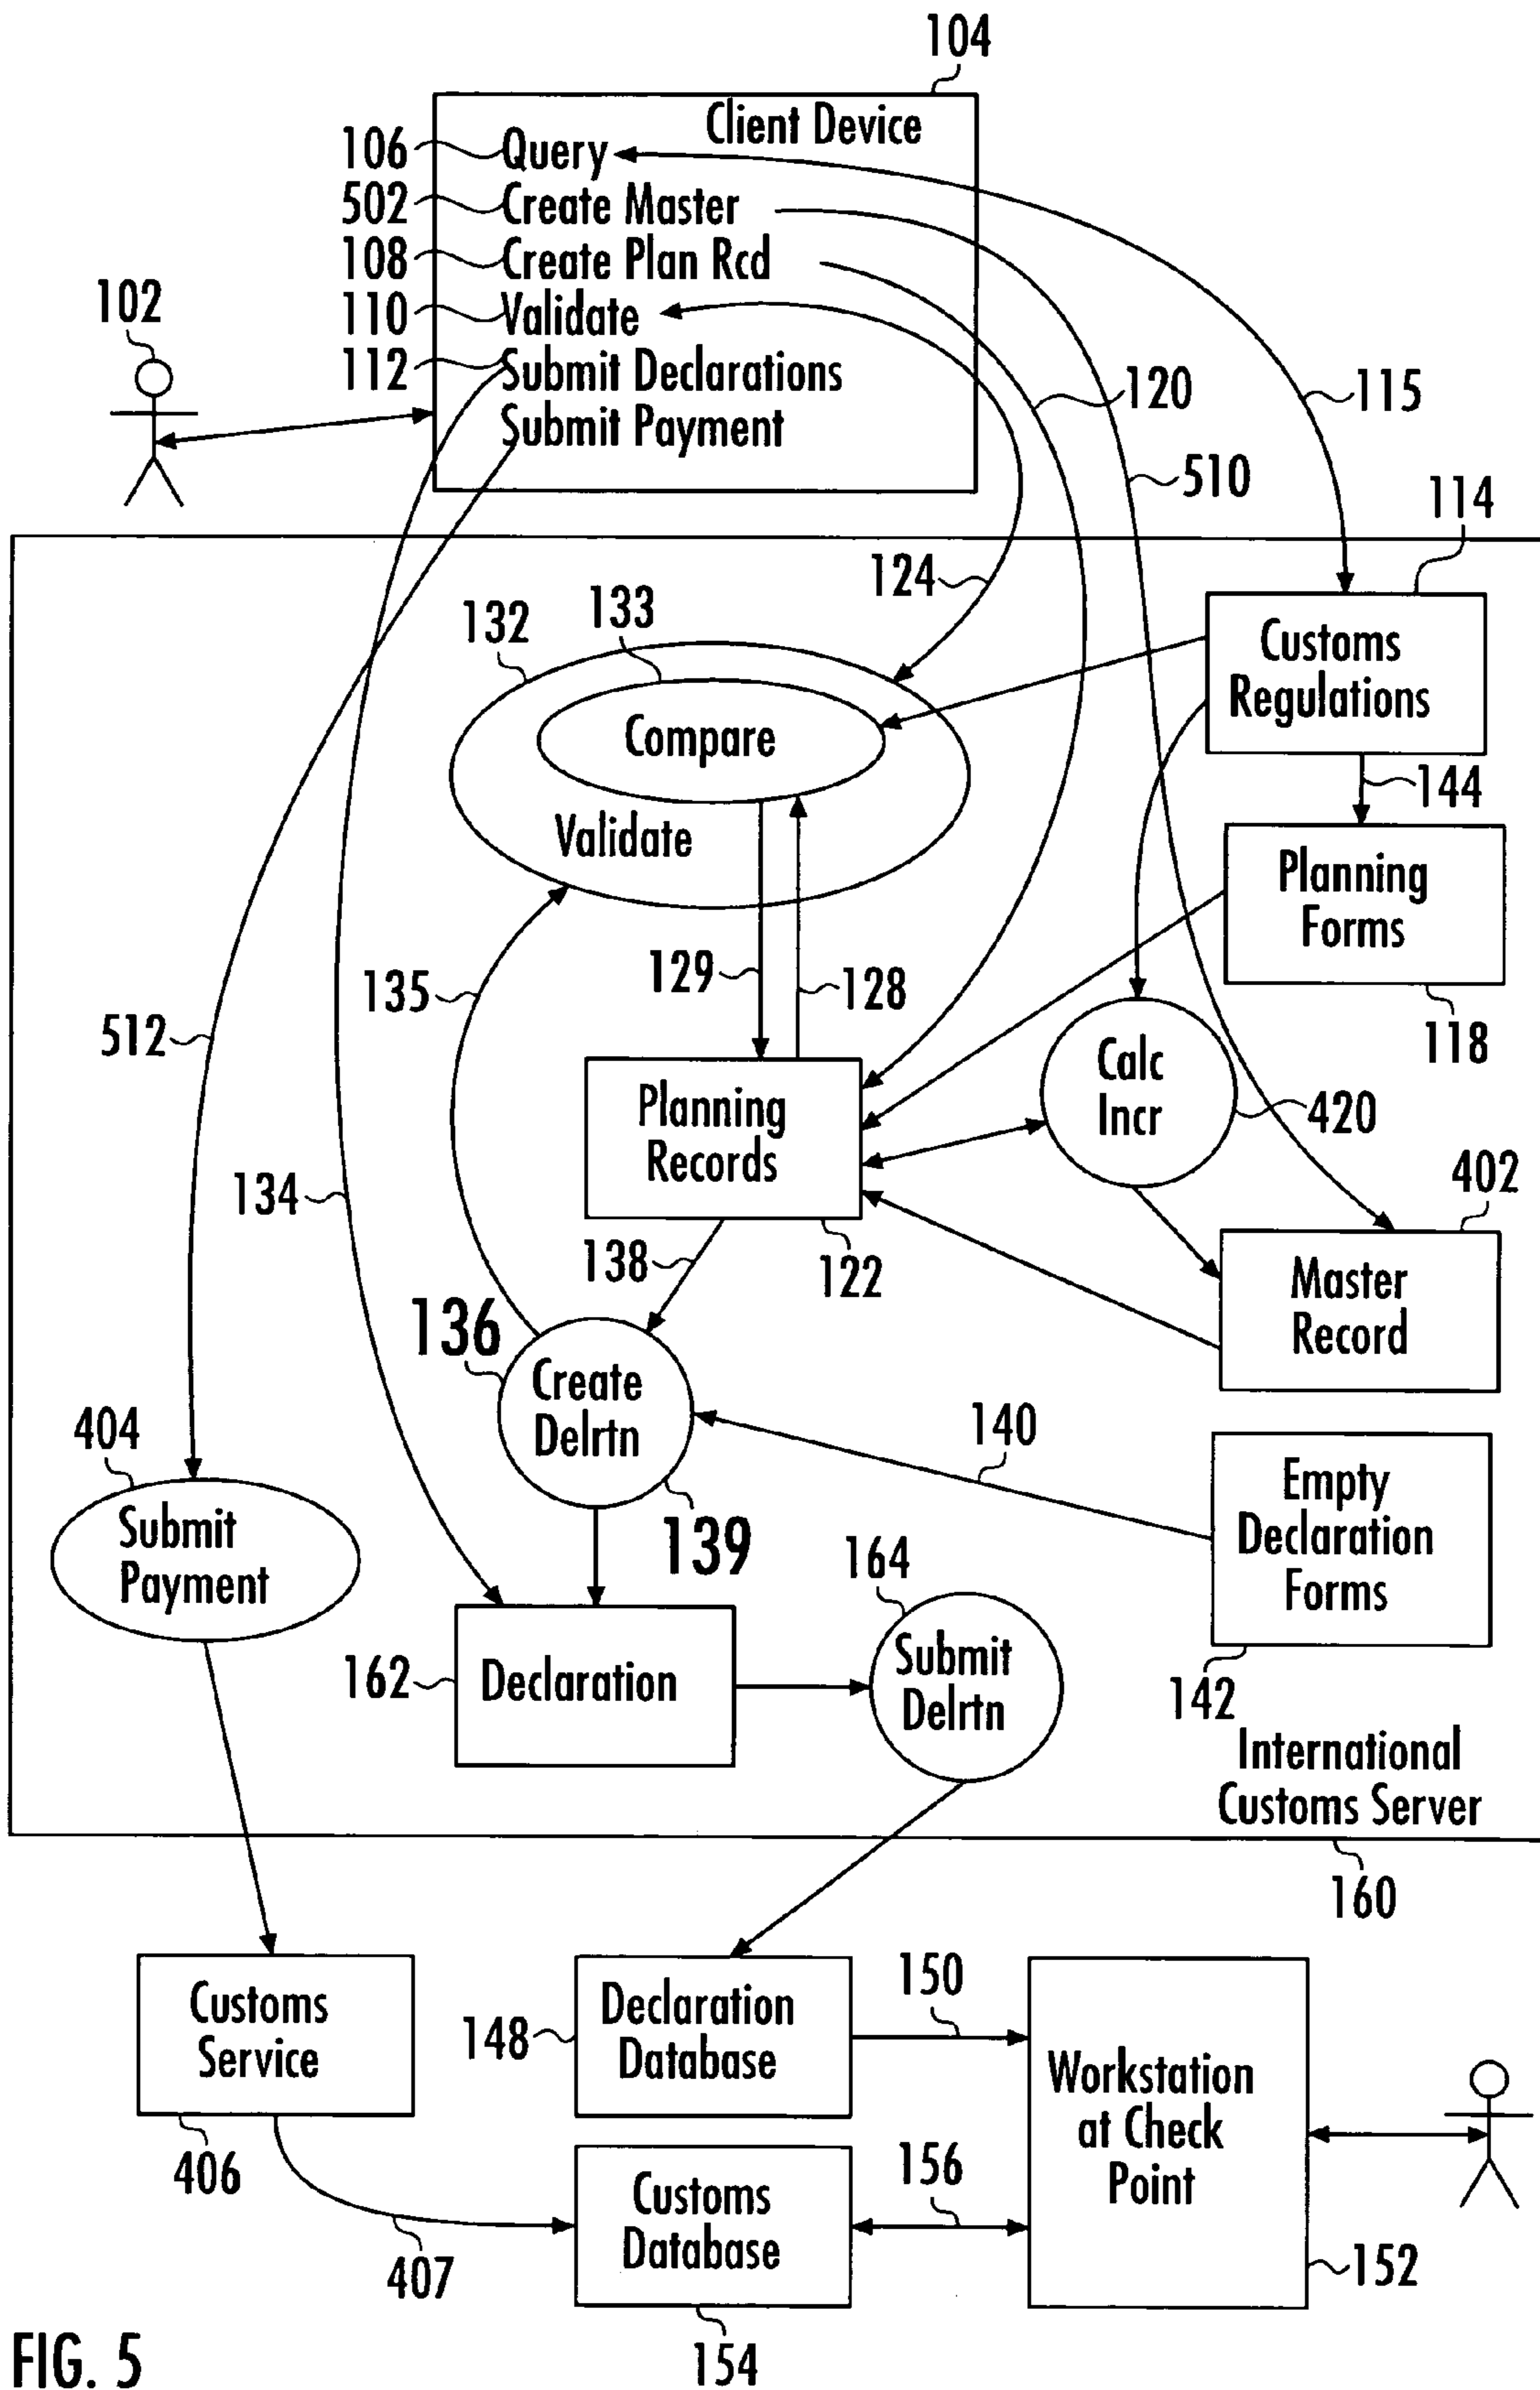 104
Client Device
106 Query
502 Create Master
108 Create Plan Rcd
110 Validate
112 Submit Declarations
Submit Payment
102
120
115
510
114
124
133
132
Customs
Regulations
Compare
144
Validate
Planning
Forms
129
128
135
512
118
Calc
Incr
Planning
Records
420
134
402
138
122
Master
Record
136
Create
Delrtn
140
404
Empty
Declaration
Forms
Submit
Payment
139
164
Submit
Delrtn
162
Declaration
142
International
Customs Server
160
Customs
Service
150
Declaration
Database
148
Workstation
at Check
Point
406
156
Customs
Database
407
152
154
FIG. 5